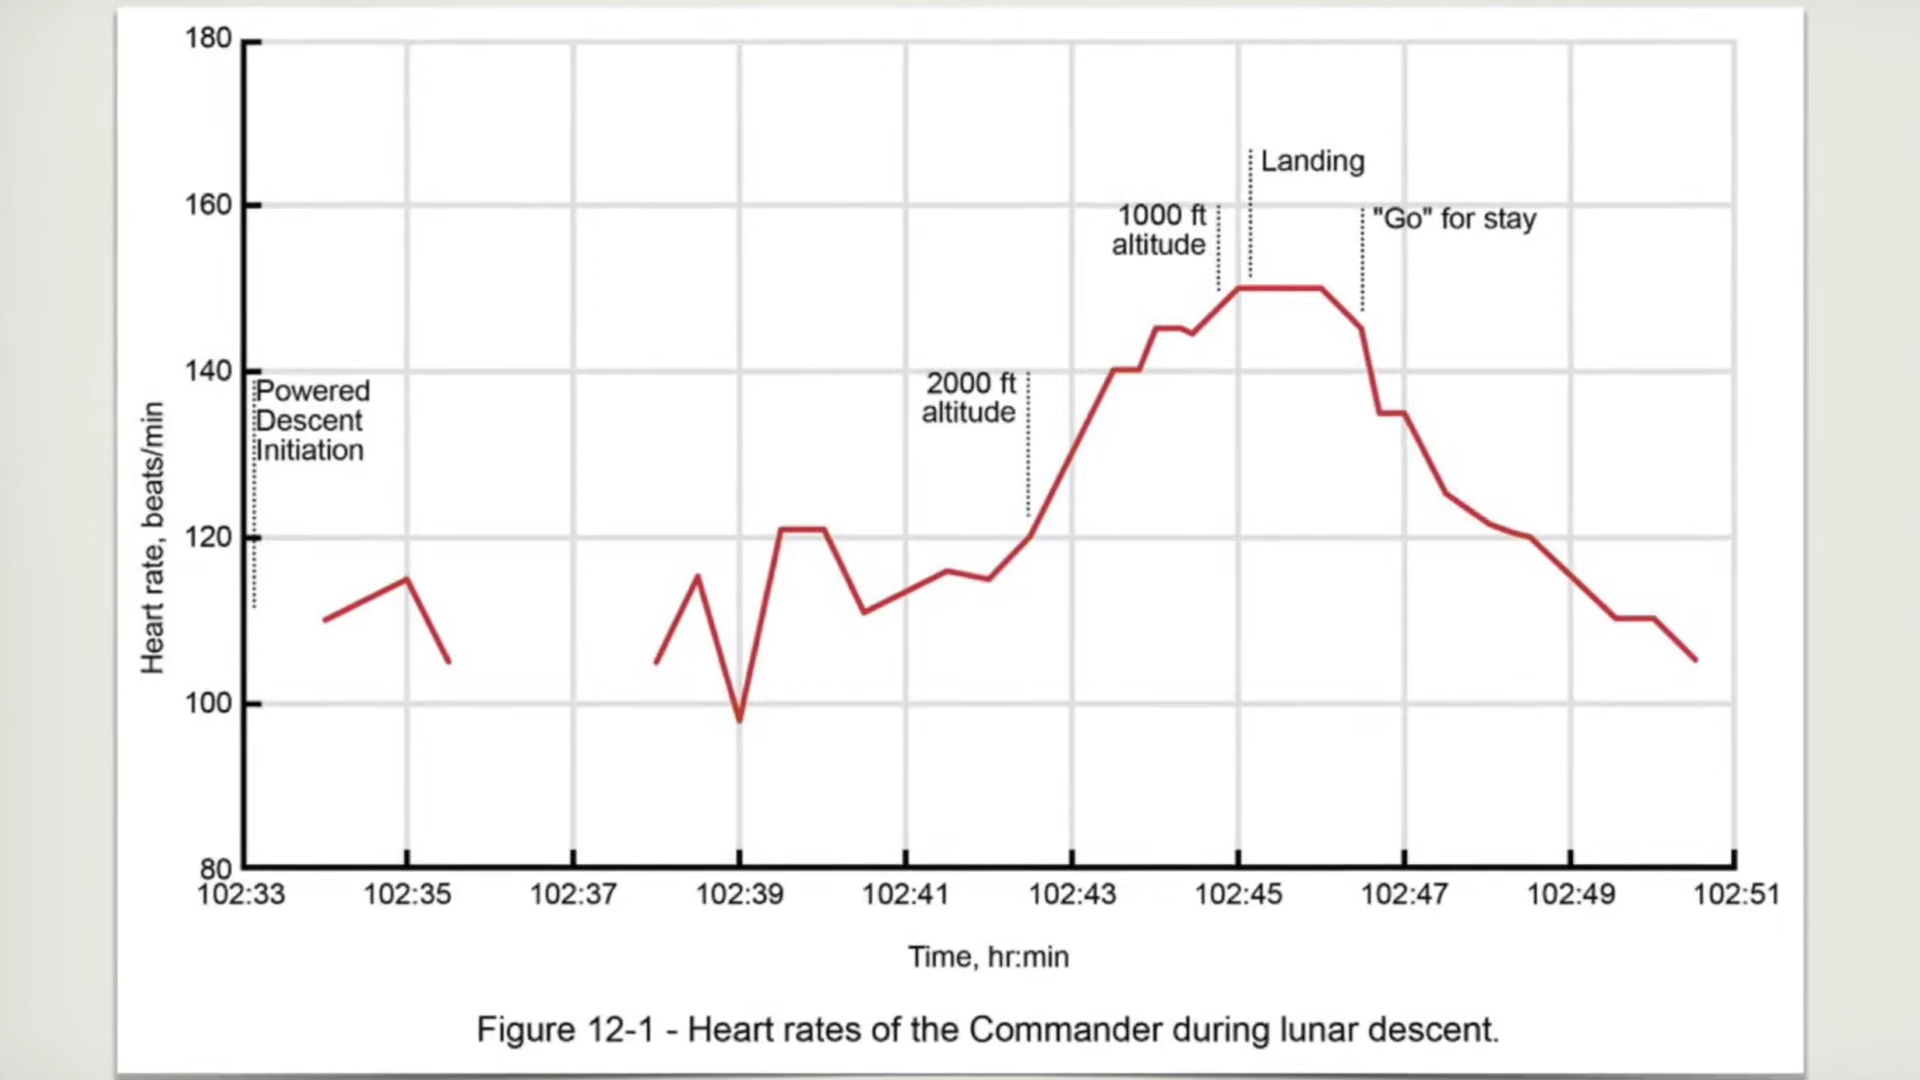 180
160
140
120
100
80
Heart rate, beats/min
Powered
Descent
Initiation
2000 ft
altitude
1000 ft
altitude
Landing
"Go" for stay
102:33
102:35
102:37
102:39
102:41
102:43
102:45
102:47
102:49
102:51
Time, hr:min
Figure 12-1 - Heart rates of the Commander during lunar descent.